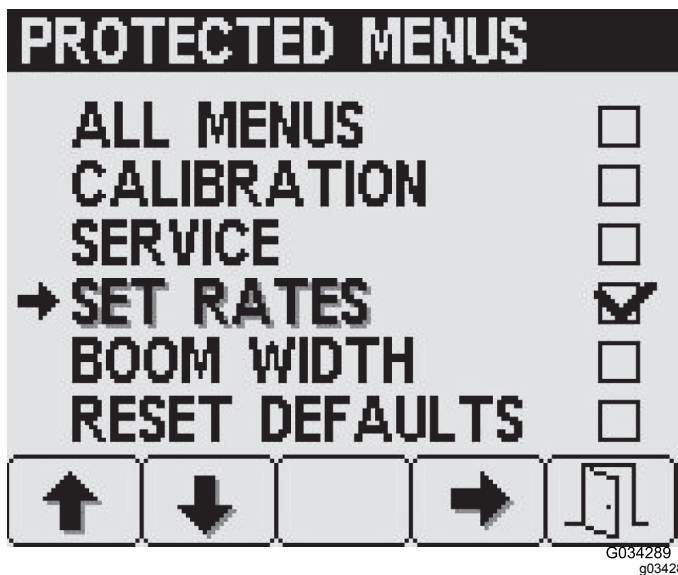 PROTECTED MENUS
ALL MENUS
CALIBRATION
SERVICE
SET RATES
BOOM WIDTH
RESET DEFAULTS
G034289